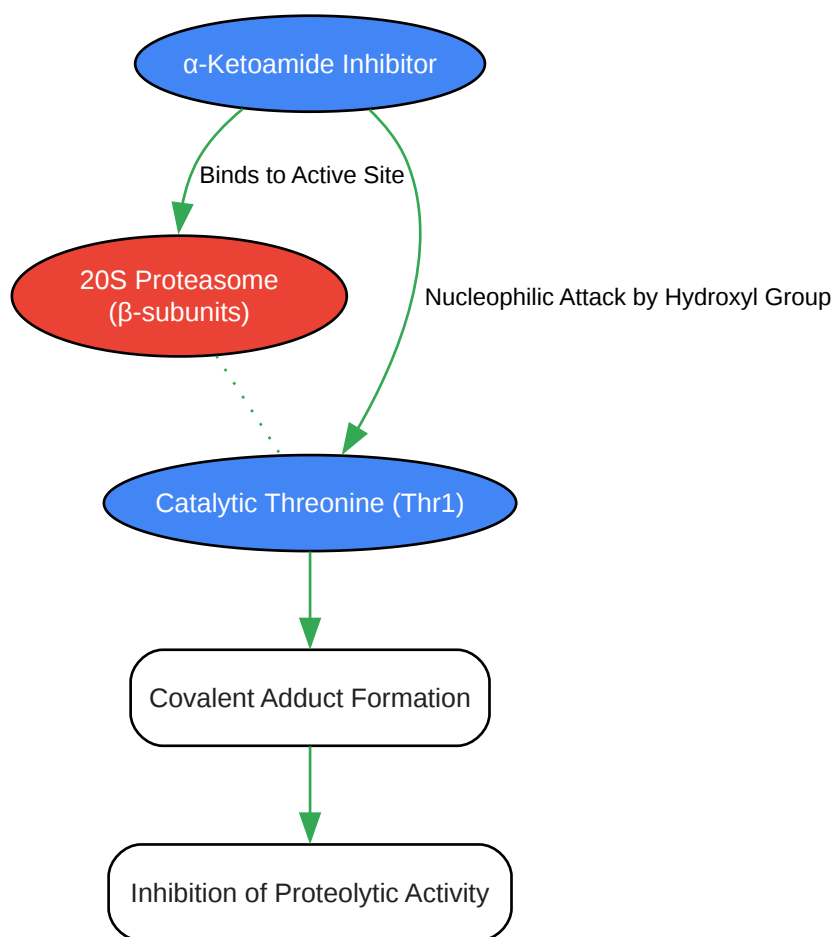 α-Ketoamide Inhibitor
Binds to Active Site
20S Proteasome
(β-subunits)
Nucleophilic Attack by Hydroxyl Group
Catalytic Threonine (Thr1)
Covalent Adduct Formation
Inhibition of Proteolytic Activity